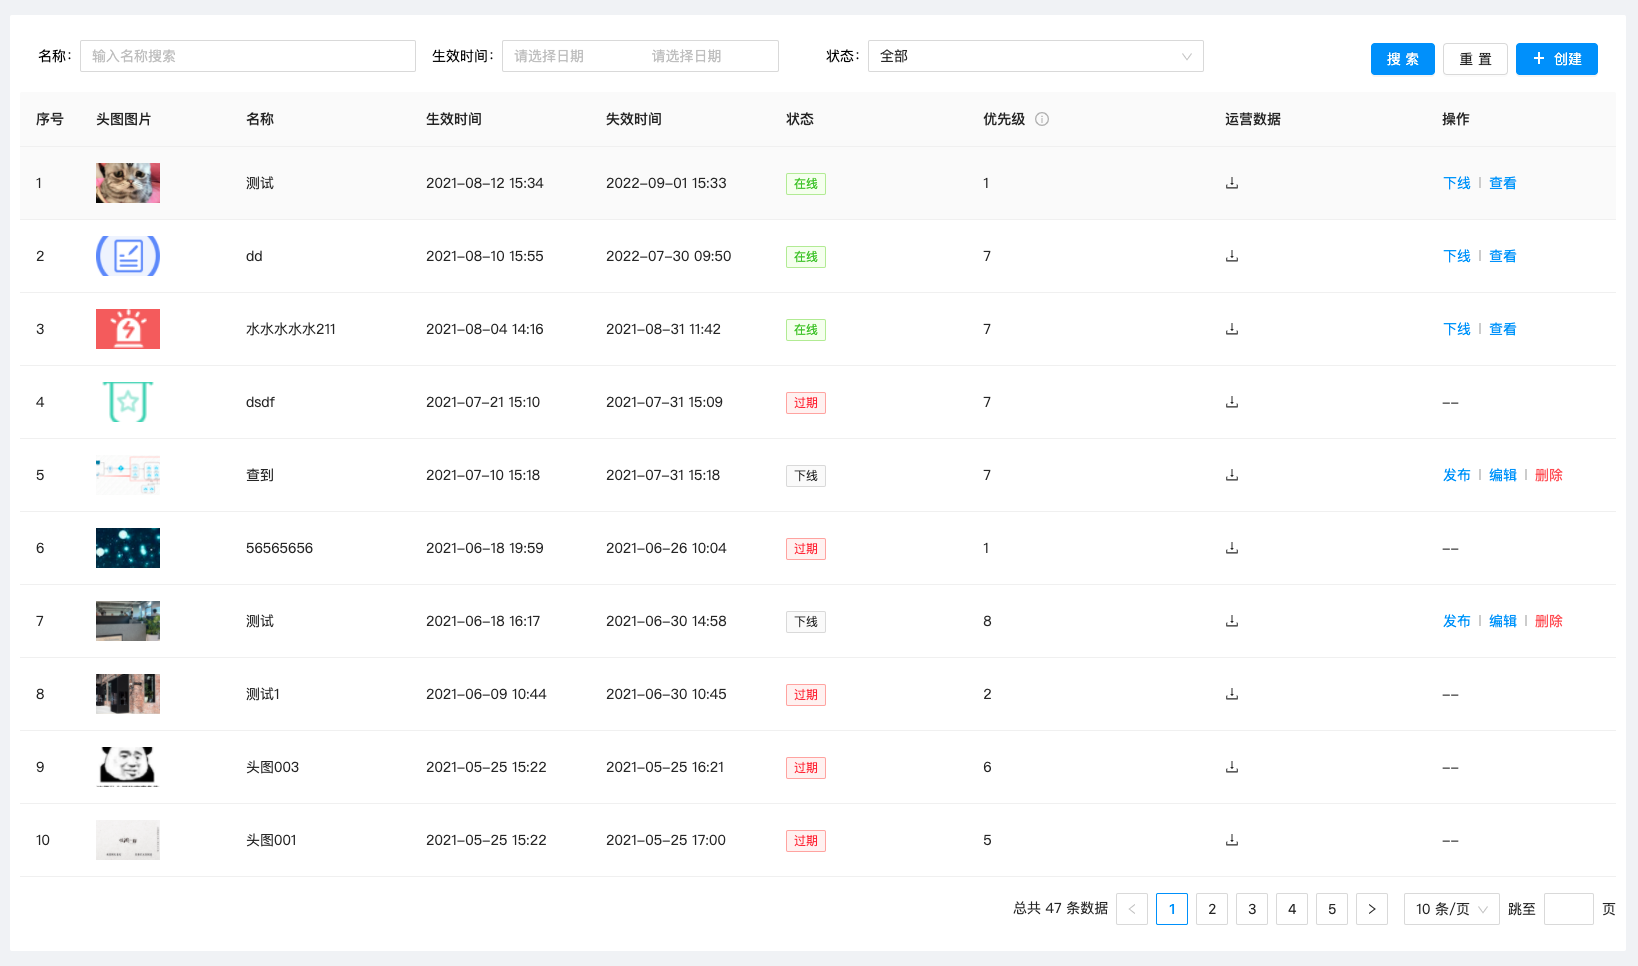 名称： 输入名称搜索 生效时间： 请选择日期 请选择日期 状态： 全部 搜 索 重 置 创建
序号 头图图片 名称 生效时间 失效时间 状态 优先级 运营数据 操作
1 测试 2021-08-12 15:34 2022-09-01 15:33 在线 1 下线 查看
2 dd 2021-08-10 15:55 2022-07-30 09:50 在线 7 下线 查看
3 水水水水水211 2021-08-04 14:16 2021-08-31 11:42 在线 7 下线 查看
4 dsdf 2021-07-21 15:10 2021-07-31 15:09 过期 7 --
5 查到 2021-07-10 15:18 2021-07-31 15:18 下线 7 发布 编辑 删除
6 56565656 2021-06-18 19:59 2021-06-26 10:04 过期 1 --
7 测试 2021-06-18 16:17 2021-06-30 14:58 下线 8 发布 编辑 删除
8 测试1 2021-06-09 10:44 2021-06-30 10:45 过期 2 --
9 头图003 2021-05-25 15:22 2021-05-25 16:21 过期 6 --
10 头图001 2021-05-25 15:22 2021-05-25 17:00 过期 5 --
总共 47 条数据 < 1 2 3 4 5 > 10 条/页 跳至 页